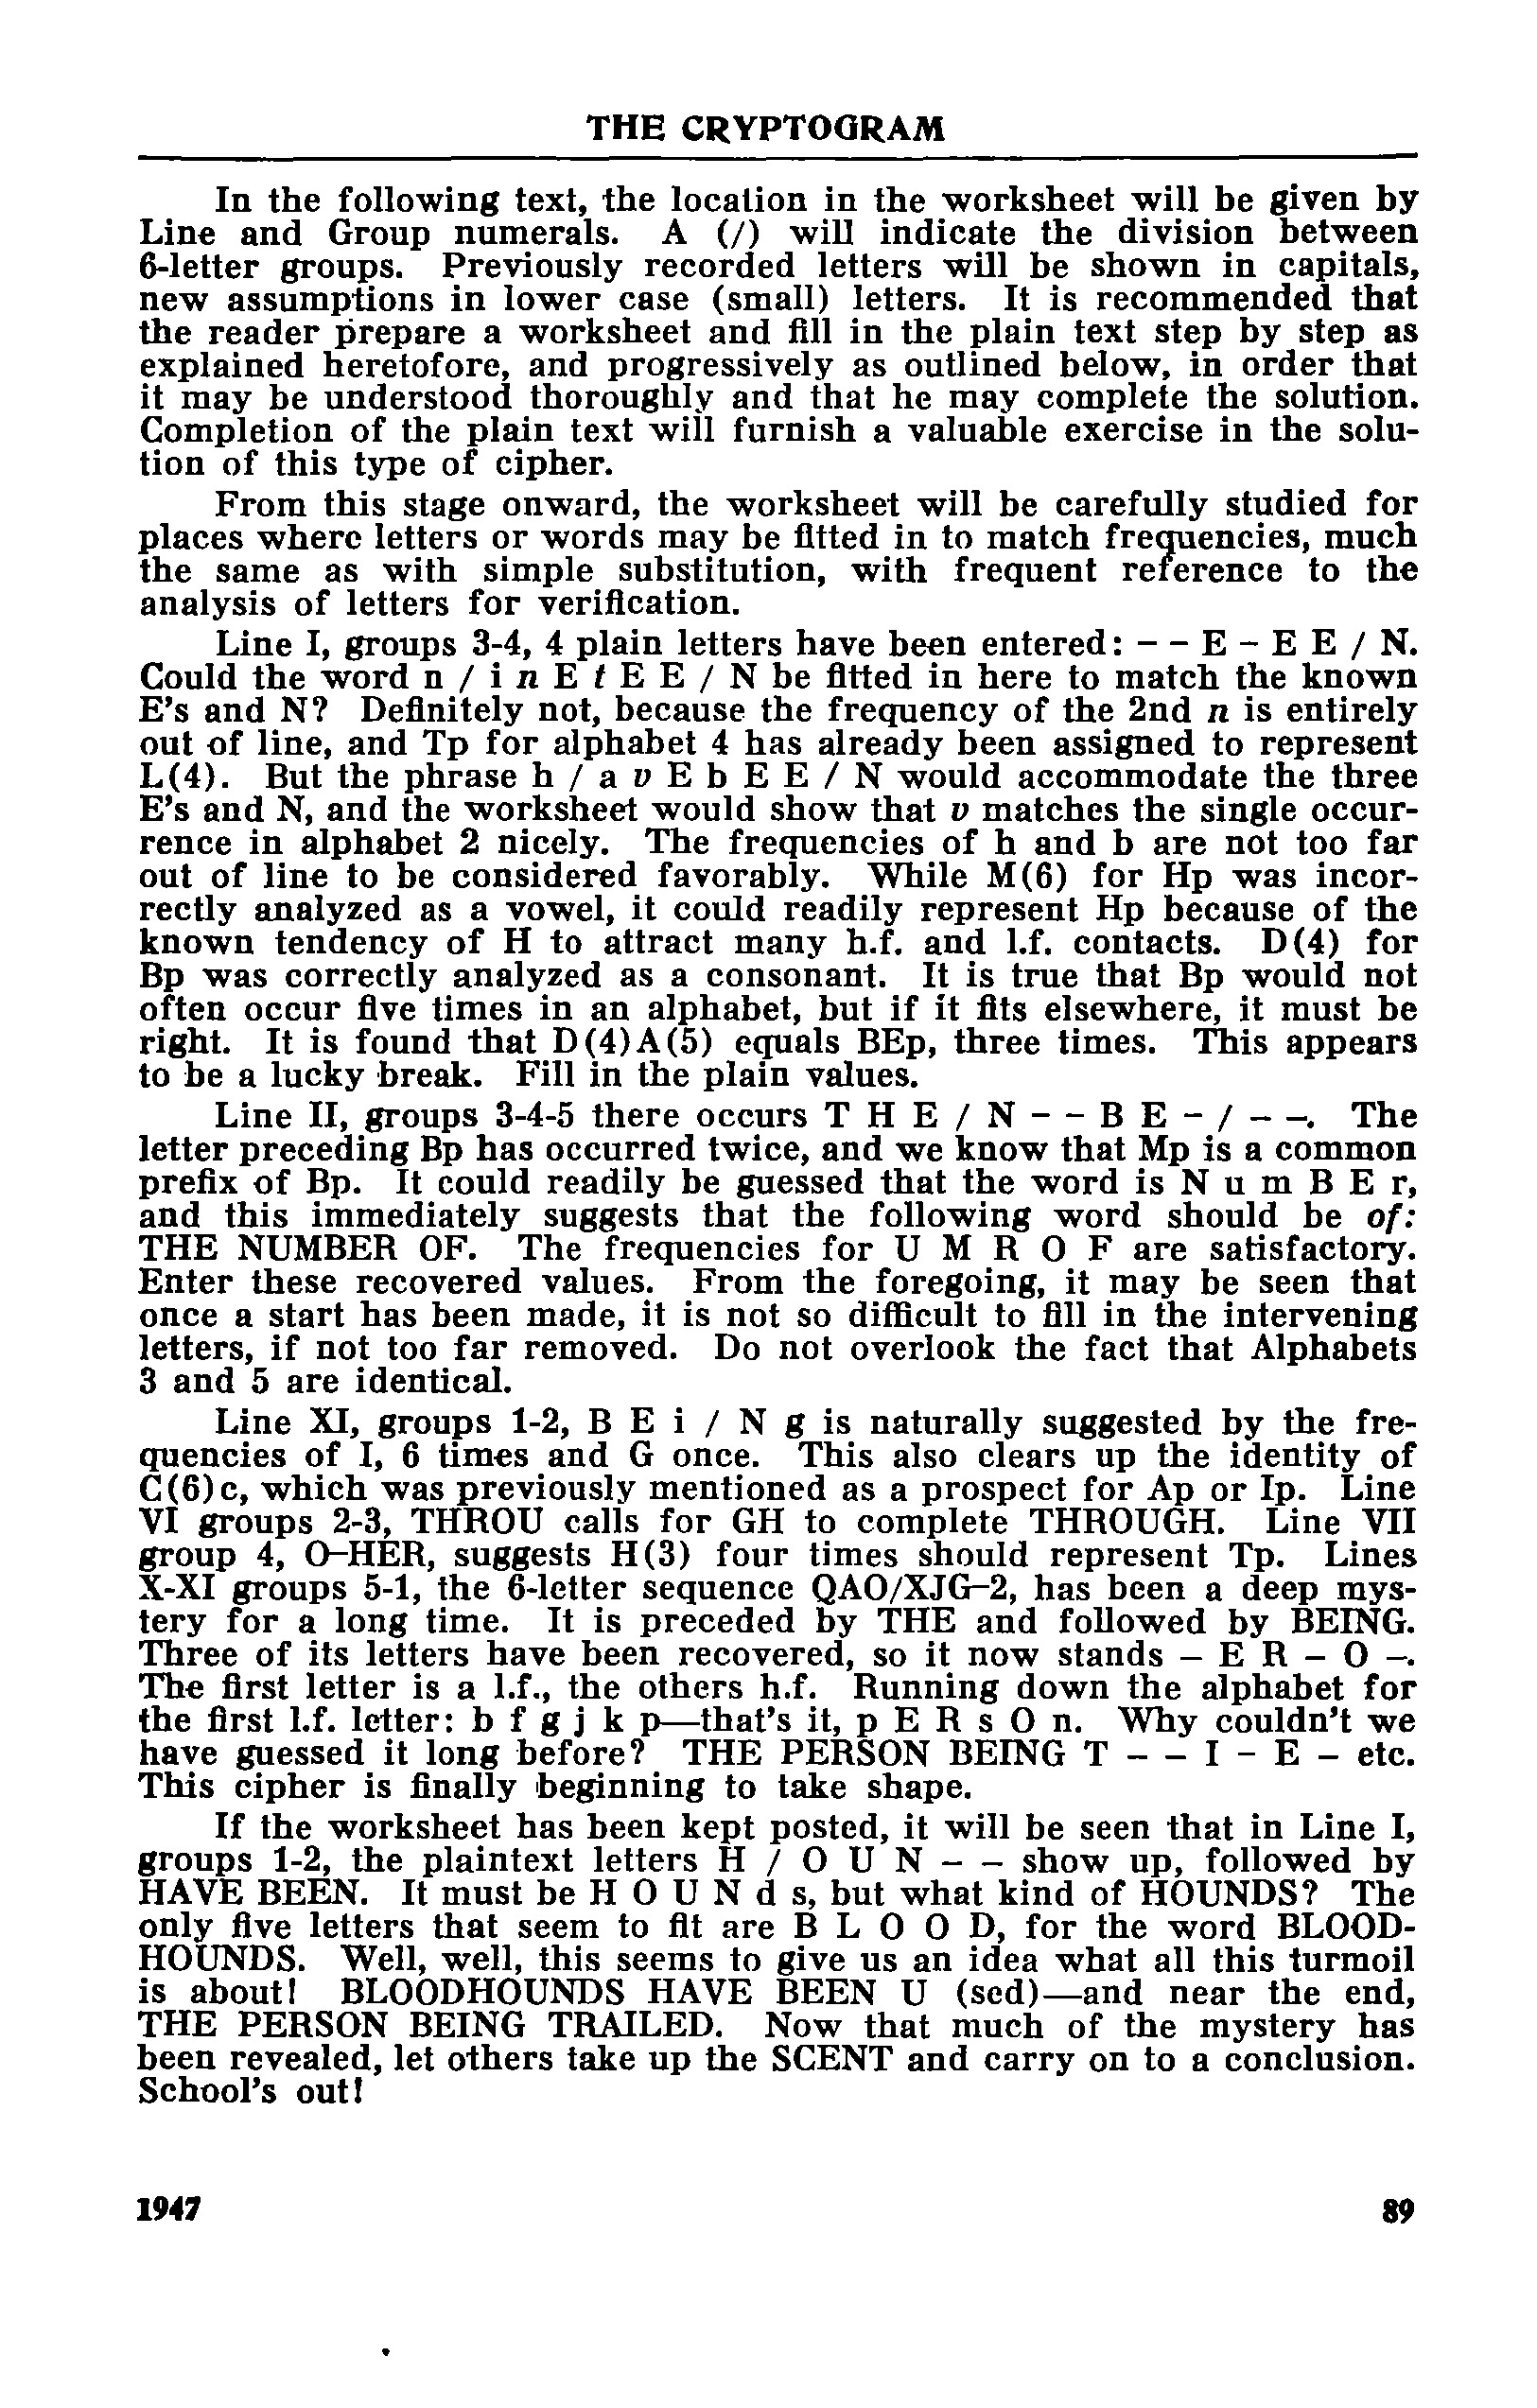 THE CRYPTOGRAM
In the following text, the location in the worksheet will be given by
Line and Group numerals. A (/) will indicate the division between
6-letter groups. Previously recorded letters will be shown in capitals,
new assumptions in lower case (small) letters. It is recommended that
the reader prepare a worksheet and fill in the plain text step by step as
explained heretofore, and progressively as outlined below, in order that
it may be understood thoroughly and that he may complete the solution.
Completion of the plain text will furnish a valuable exercise in the solu-
tion of this type of cipher.
From this stage onward, the worksheet will be carefully studied for
places where letters or words may be fitted in to match frequencies, much
the same as with simple substitution, with frequent reference to the
analysis of letters for verification.
Line I, groups 3-4, 4 plain letters have been entered: – – E – E E / N.
Could the word n / i n E t E E / N be fitted in here to match the known
E's and N? Definitely not, because the frequency of the 2nd n is entirely
out of line, and Tp for alphabet 4 has already been assigned to represent
L(4). But the phrase h / a v E b E E / N would accommodate the three
E's and N, and the worksheet would show that v matches the single occur-
rence in alphabet 2 nicely. The frequencies of h and b are not too far
out of line to be considered favorably. While M(6) for Hp was incor-
rectly analyzed as a vowel, it could readily represent Hp because of the
known tendency of H to attract many h.f. and l.f. contacts. D(4) for
Bp was correctly analyzed as a consonant. It is true that Bp would not
often occur five times in an alphabet, but if it fits elsewhere, it must be
right. It is found that D(4)A(5) equals BEp, three times. This appears
to be a lucky break. Fill in the plain values.
Line II, groups 3-4-5 there occurs T H E / N – – B E – / – –. The
letter preceding Bp has occurred twice, and we know that Mp is a common
prefix of Bp. It could readily be guessed that the word is N u m B E r,
and this immediately suggests that the following word should be of:
THE NUMBER OF. The frequencies for U M R O F are satisfactory.
Enter these recovered values. From the foregoing, it may be seen that
once a start has been made, it is not so difficult to fill in the intervening
letters, if not too far removed. Do not overlook the fact that Alphabets
3 and 5 are identical.
Line XI, groups 1-2, B E i / N g is naturally suggested by the fre-
quencies of I, 6 times and G once. This also clears up the identity of
C(6)c, which was previously mentioned as a prospect for Ap or Ip. Line
VI groups 2-3, THROU calls for GH to complete THROUGH. Line VII
group 4, O–HER, suggests H(3) four times should represent Tp. Lines
X-XI groups 5-1, the 6-letter sequence QAO/XJG–2, has been a deep mys-
tery for a long time. It is preceded by THE and followed by BEING.
Three of its letters have been recovered, so it now stands – E R – O –.
The first letter is a l.f., the others h.f. Running down the alphabet for
the first l.f. letter: b f g j k p—that's it, p E R s O n. Why couldn't we
have guessed it long before? THE PERSON BEING T – – I – E – etc.
This cipher is finally beginning to take shape.
If the worksheet has been kept posted, it will be seen that in Line I,
groups 1-2, the plaintext letters H / O U N – – show up, followed by
HAVE BEEN. It must be H O U N d s, but what kind of HOUNDS? The
only five letters that seem to fit are B L O O D, for the word BLOOD-
HOUNDS. Well, well, this seems to give us an idea what all this turmoil
is about! BLOODHOUNDS HAVE BEEN U (sed)—and near the end,
THE PERSON BEING TRAILED. Now that much of the mystery has
been revealed, let others take up the SCENT and carry on to a conclusion.
School's out!
1947 89